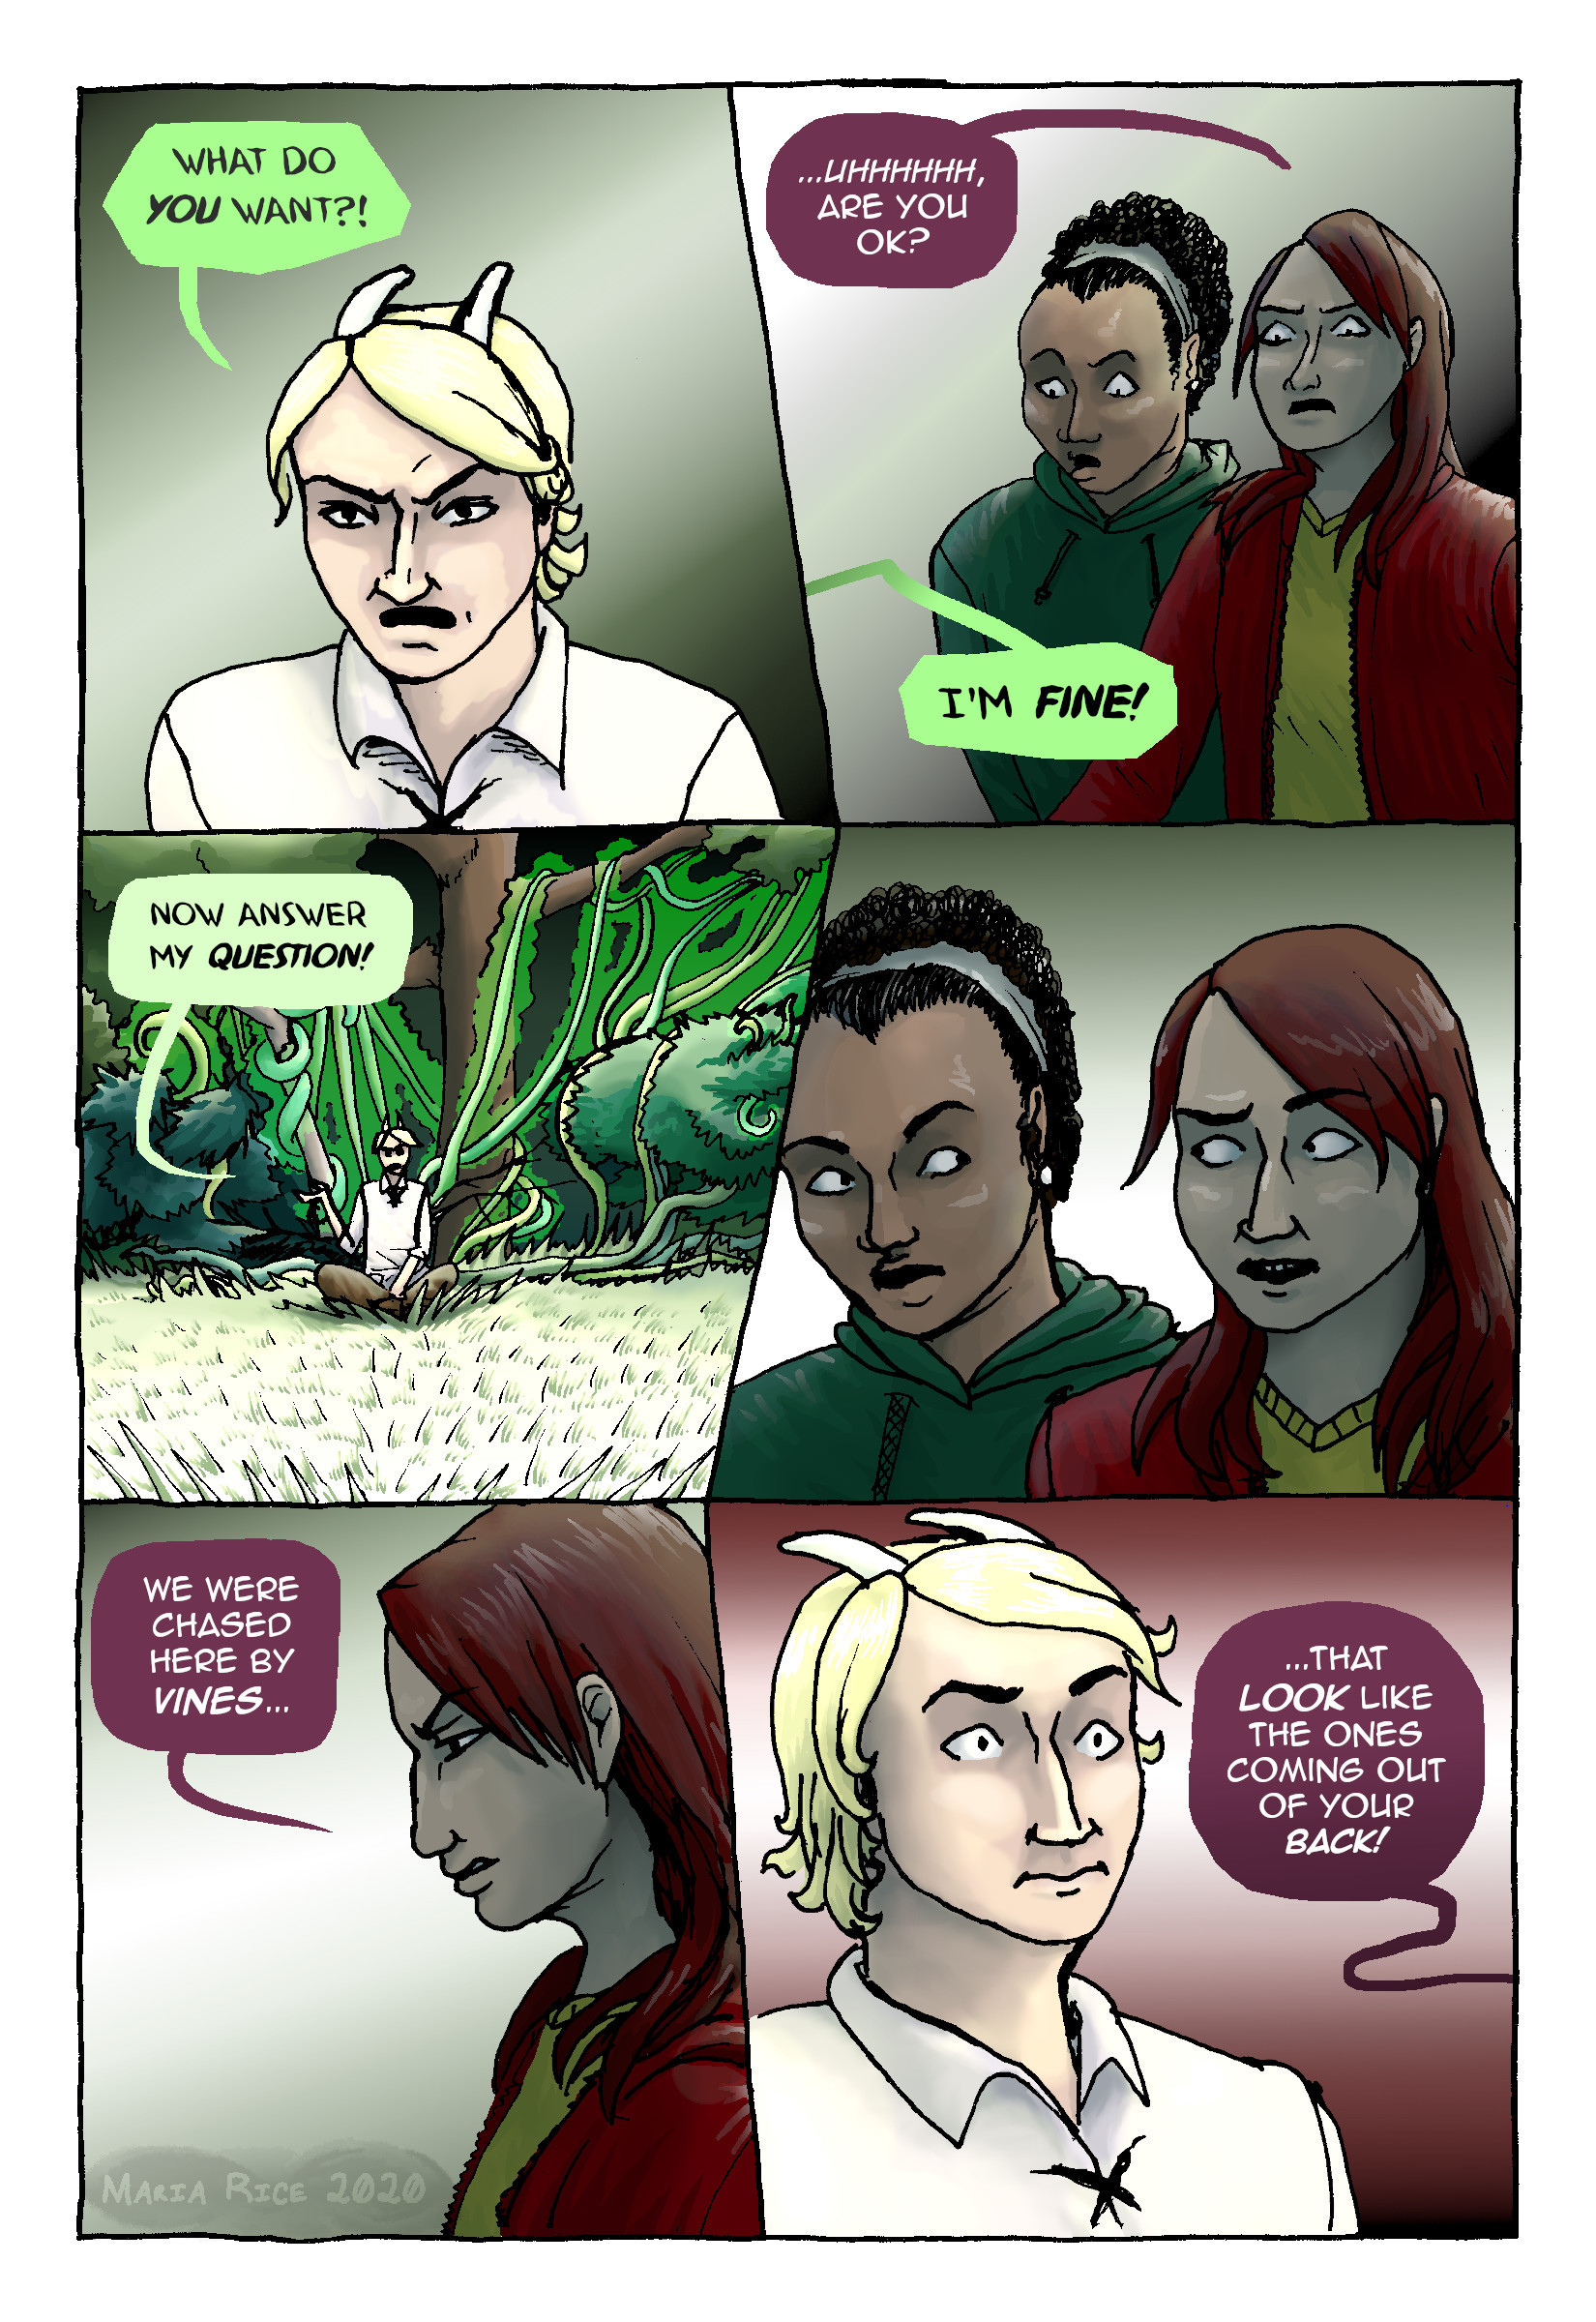 WHAT DO
YOU WANT?!
...UHHHHHH,
ARE YOU
OK?
I'M FINE!
NOW ANSWER
MY QUESTION!
WE WERE
CHASED
HERE BY
VINES...
...THAT
LOOK LIKE
THE ONES
COMING OUT
OF YOUR
BACK!
MARIA RICE 2020